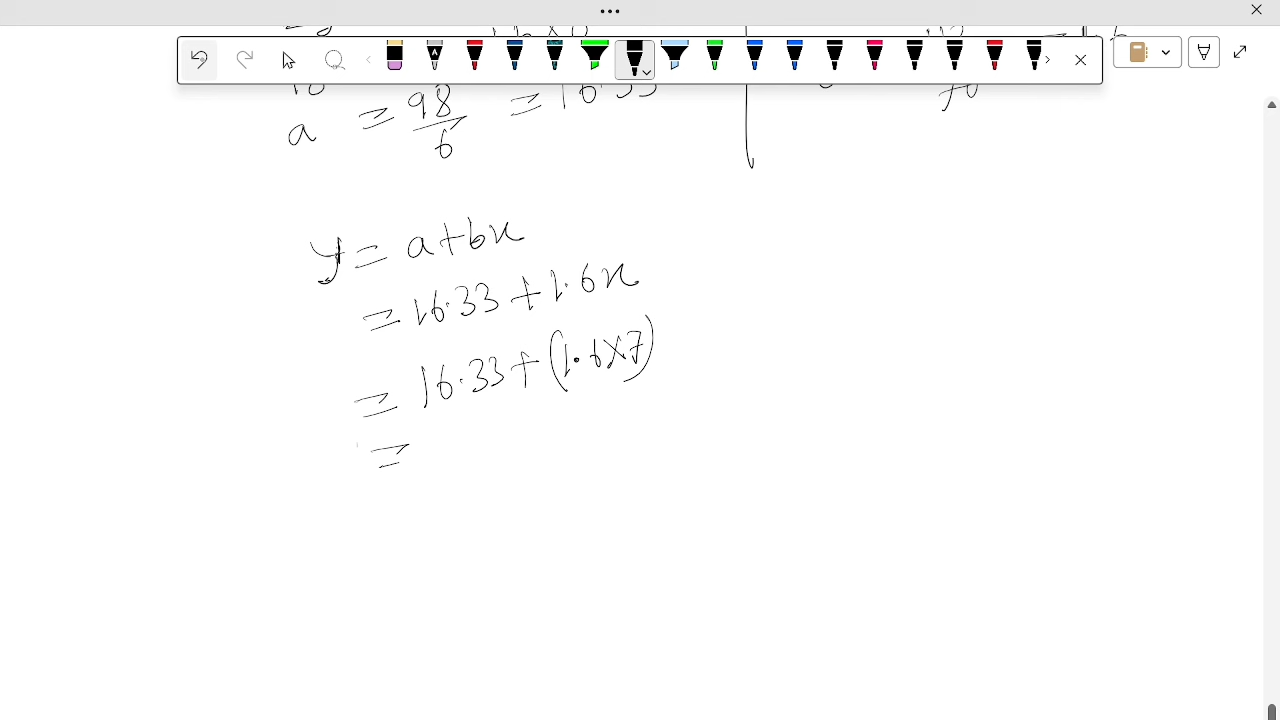 a = 98/6 = 16.33
y = a+bx
= 16.33 + 1.6x
= 16.33 + (1.6×7)
=